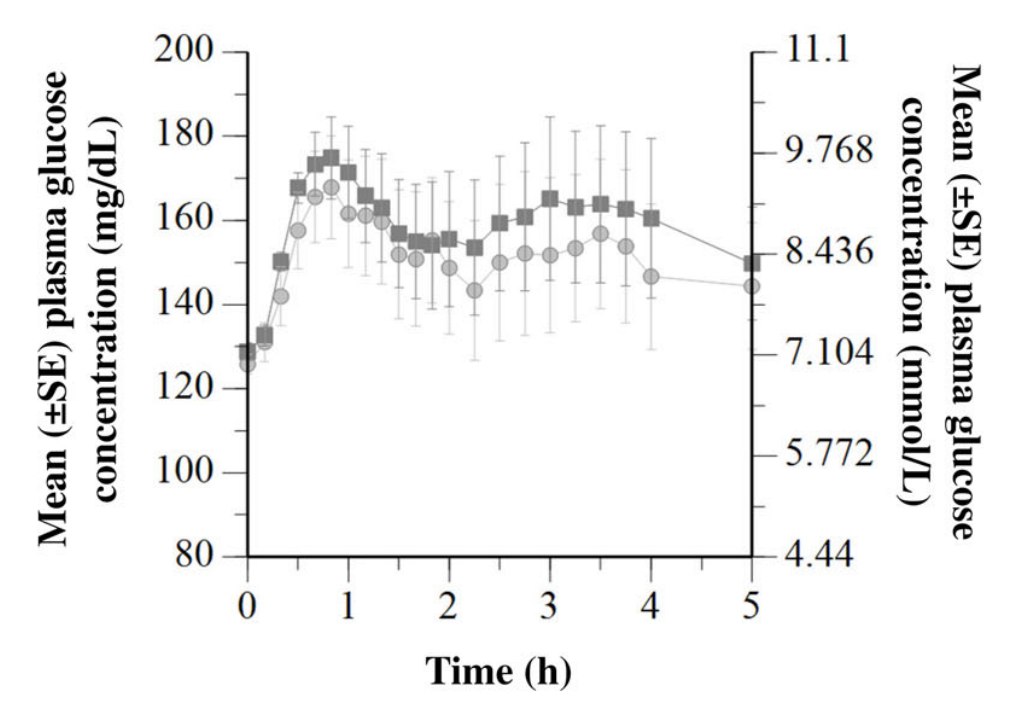 Mean (±SE) plasma glucose
concentration (mg/dL)
200
180
160
140
120
100
80
0 1 2 3 4 5
Time (h)
11.1
9.768
8.436
7.104
5.772
4.44
Mean (±SE) plasma glucose
concentration (mmol/L)